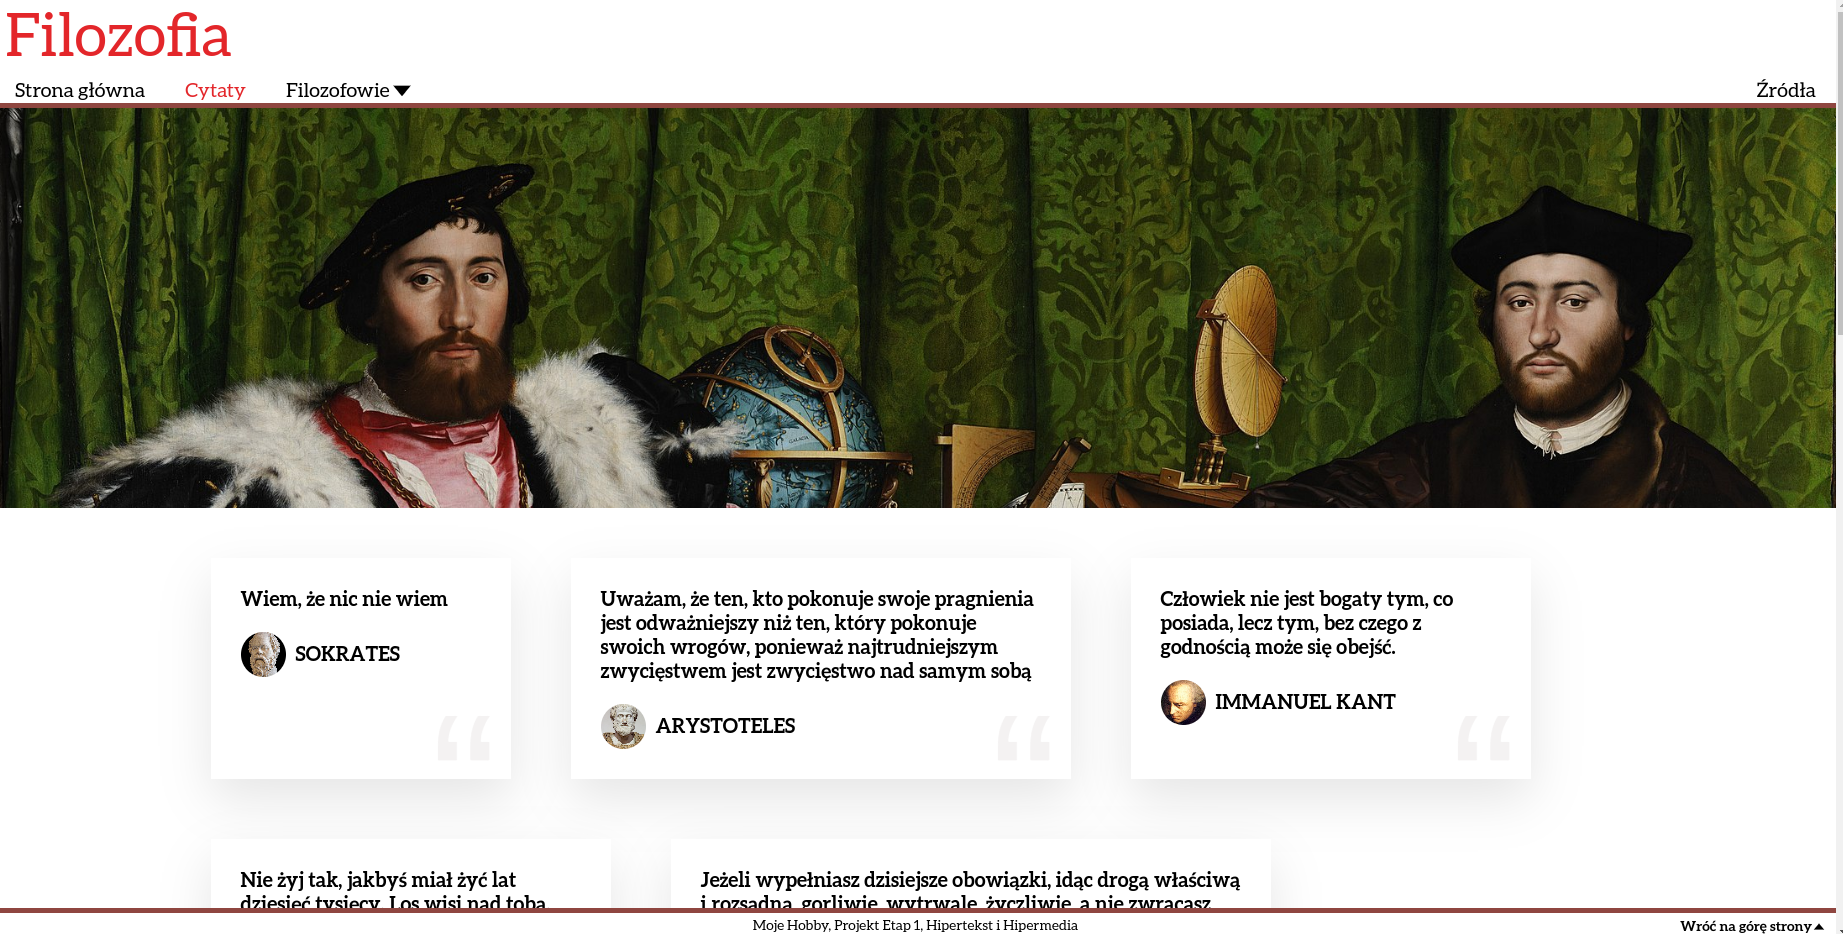 Filozofia
Strona główna
Cytaty
Filozofowie
Źródła
Wiem, że nic nie wiem
SOKRATES
“
Uważam, że ten, kto pokonuje swoje pragnienia
jest odważniejszy niż ten, który pokonuje
swoich wrogów, ponieważ najtrudniejszym
zwycięstwem jest zwycięstwo nad samym sobą
ARYSTOTELES
“
Człowiek nie jest bogaty tym, co
posiada, lecz tym, bez czego z
godnością może się obejść.
IMMANUEL KANT
“
Nie żyj tak, jakbyś miał żyć lat
dziesięć tysięcy. Los wisi nad tobą
Jeżeli wypełniasz dzisiejsze obowiązki, idąc drogą właściwą
i rozsądną, gorliwie, wytrwale, życzliwie, a nie zwracasz
Moje Hobby, Projekt Etap 1, Hipertekst i Hipermedia
Wróć na górę strony